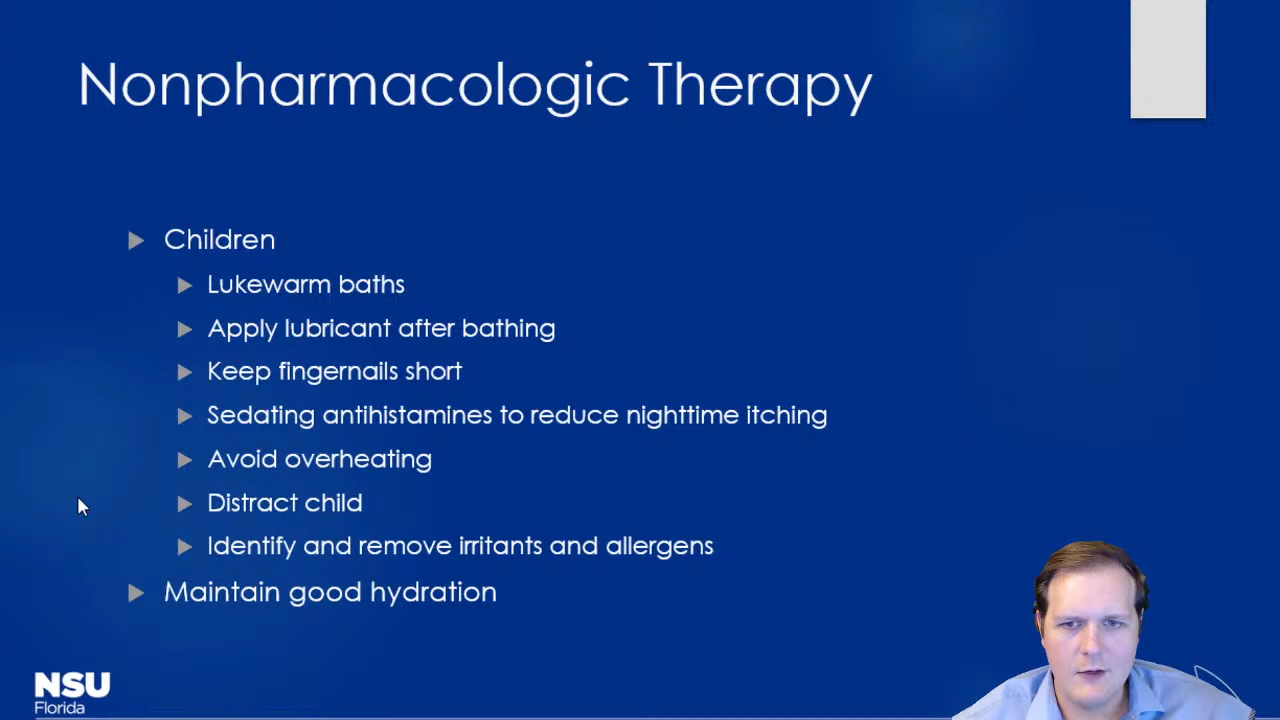 Nonpharmacologic Therapy
Children
Lukewarm baths
Apply lubricant after bathing
Keep fingernails short
Sedating antihistamines to reduce nighttime itching
Avoid overheating
Distract child
Identify and remove irritants and allergens
Maintain good hydration
NSU
Florida